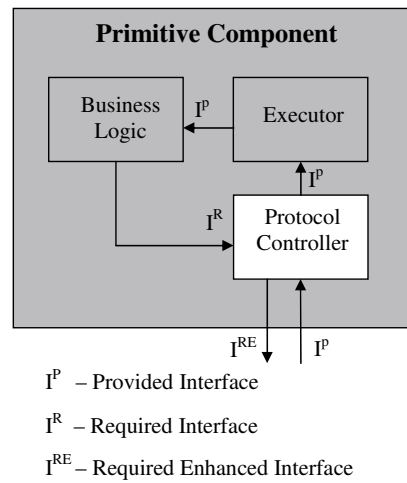 Primitive Component
Business
Logic
I^p
Executor
I^p
I^R
Protocol
Controller
I^RE
I^p
I^P – Provided Interface
I^R – Required Interface
I^RE – Required Enhanced Interface